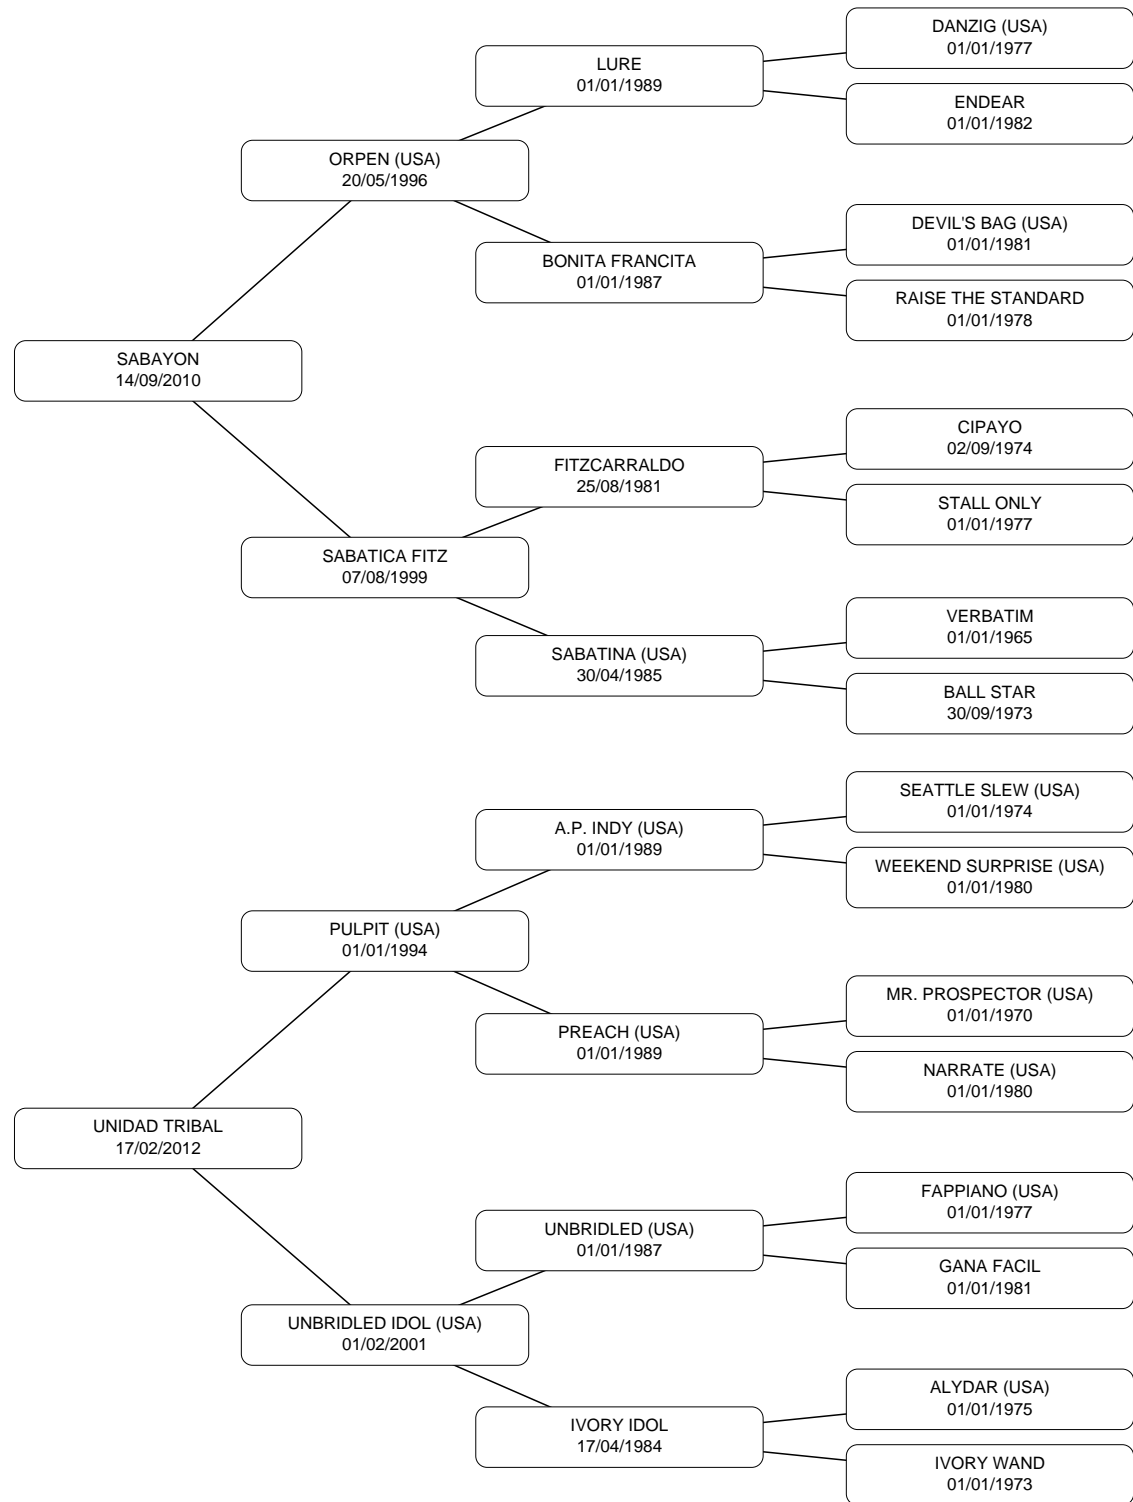 DANZIG (USA)
01/01/1977
LURE
01/01/1989
ENDEAR
01/01/1982
ORPEN (USA)
20/05/1996
DEVIL'S BAG (USA)
01/01/1981
BONITA FRANCITA
01/01/1987
RAISE THE STANDARD
01/01/1978
SABAYON
14/09/2010
CIPAYO
02/09/1974
FITZCARRALDO
25/08/1981
STALL ONLY
01/01/1977
SABATICA FITZ
07/08/1999
VERBATIM
01/01/1965
SABATINA (USA)
30/04/1985
BALL STAR
30/09/1973
SEATTLE SLEW (USA)
01/01/1974
A.P. INDY (USA)
01/01/1989
WEEKEND SURPRISE (USA)
01/01/1980
PULPIT (USA)
01/01/1994
MR. PROSPECTOR (USA)
01/01/1970
PREACH (USA)
01/01/1989
NARRATE (USA)
01/01/1980
UNIDAD TRIBAL
17/02/2012
FAPPIANO (USA)
01/01/1977
UNBRIDLED (USA)
01/01/1987
GANA FACIL
01/01/1981
UNBRIDLED IDOL (USA)
01/02/2001
ALYDAR (USA)
01/01/1975
IVORY IDOL
17/04/1984
IVORY WAND
01/01/1973